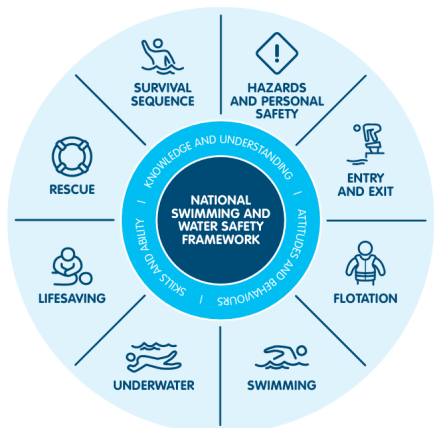 SURVIVAL
SEQUENCE
HAZARDS
AND PERSONAL
SAFETY
ENTRY
AND EXIT
FLOTATION
SWIMMING
UNDERWATER
LIFESAVING
RESCUE
KNOWLEDGE AND UNDERSTANDING
ATTITUDES AND BEHAVIOURS
SKILLS AND ABILITY
NATIONAL
SWIMMING AND
WATER SAFETY
FRAMEWORK